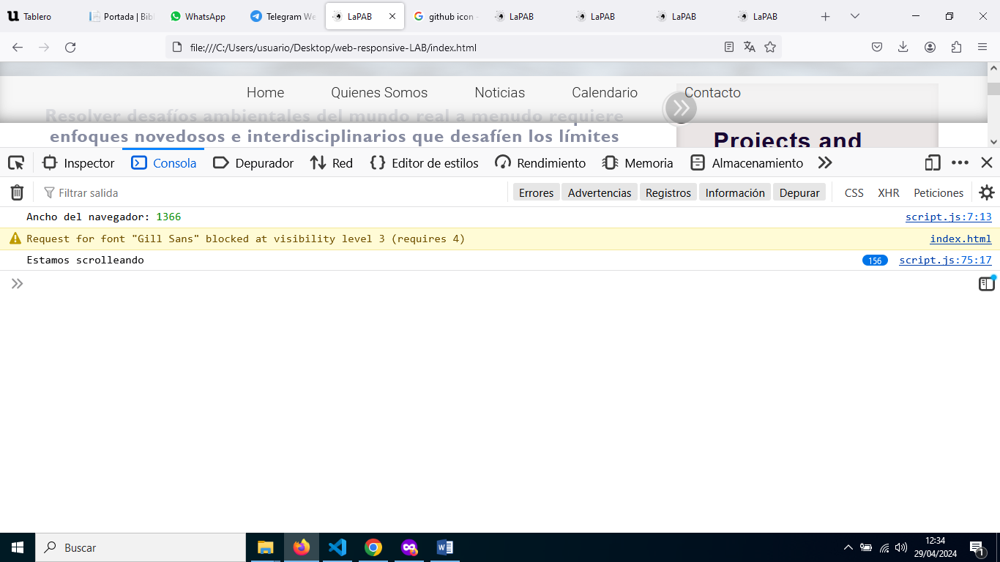 Tablero
Portada | Bibl
WhatsApp
Telegram We
LaPAB
github icon -
LaPAB
LaPAB
LaPAB
LaPAB
file:///C:/Users/usuario/Desktop/web-responsive-LAB/index.html
Home Quienes Somos Noticias Calendario Contacto
Resolver desafíos ambientales del mundo real a menudo requiere
enfoques novedosos e interdisciplinarios que desafíen los límites
Projects and
Inspector Consola Depurador Red Editor de estilos Rendimiento Memoria Almacenamiento
Filtrar salida Errores Advertencias Registros Información Depurar CSS XHR Peticiones
Ancho del navegador: 1366 script.js:7:13
Request for font "Gill Sans" blocked at visibility level 3 (requires 4) index.html
Estamos scrolleando 156 script.js:75:17
Buscar
12:34
29/04/2024
1